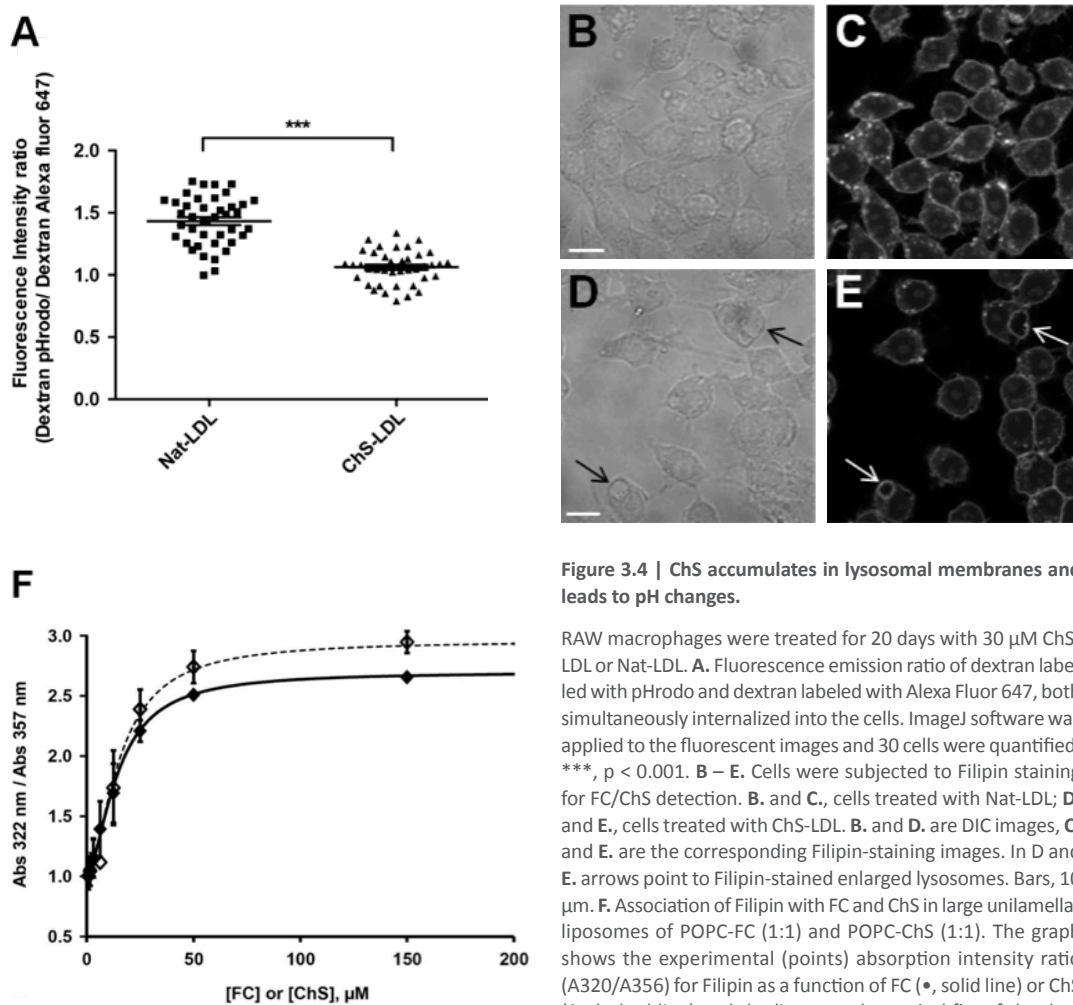 A
Fluorescence Intensity ratio
(Dextran pHrodo/ Dextran Alexa fluor 647)
***
2.0
1.5
1.0
0.5
0.0
Nat-LDL
ChS-LDL
B
C
D
E
F
Abs 322 nm / Abs 357 nm
3.0
2.5
2.0
1.5
1.0
0.5
0
50
100
150
200
[FC] or [ChS], µM
Figure 3.4 | ChS accumulates in lysosomal membranes and
leads to pH changes.
RAW macrophages were treated for 20 days with 30 µM ChS-
LDL or Nat-LDL. A. Fluorescence emission ratio of dextran label
led with pHrodo and dextran labeled with Alexa Fluor 647, both
simultaneously internalized into the cells. ImageJ software wa
applied to the fluorescent images and 30 cells were quantified
***, p < 0.001. B – E. Cells were subjected to Filipin staining
for FC/ChS detection. B. and C., cells treated with Nat-LDL; D
and E., cells treated with ChS-LDL. B. and D. are DIC images, C
and E. are the corresponding Filipin-staining images. In D and
E. arrows point to Filipin-stained enlarged lysosomes. Bars, 10
µm. F. Association of Filipin with FC and ChS in large unilamella
liposomes of POPC-FC (1:1) and POPC-ChS (1:1). The graph
shows the experimental (points) absorption intensity ratio
(A320/A356) for Filipin as a function of FC (•, solid line) or ChS